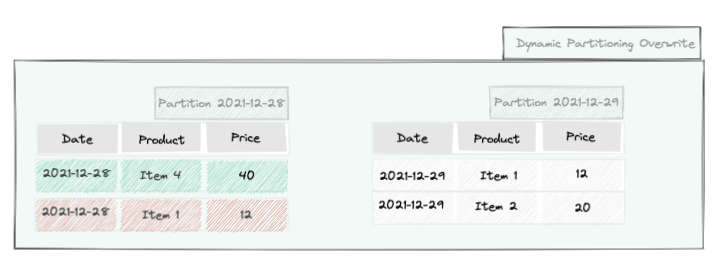 Dynamic Partitioning Overwrite
Partition 2021-12-28
Date Product Price
2021-12-28 Item 4 40
2021-12-28 Item 1 12
Partition 2021-12-29
Date Product Price
2021-12-29 Item 1 12
2021-12-29 Item 2 20